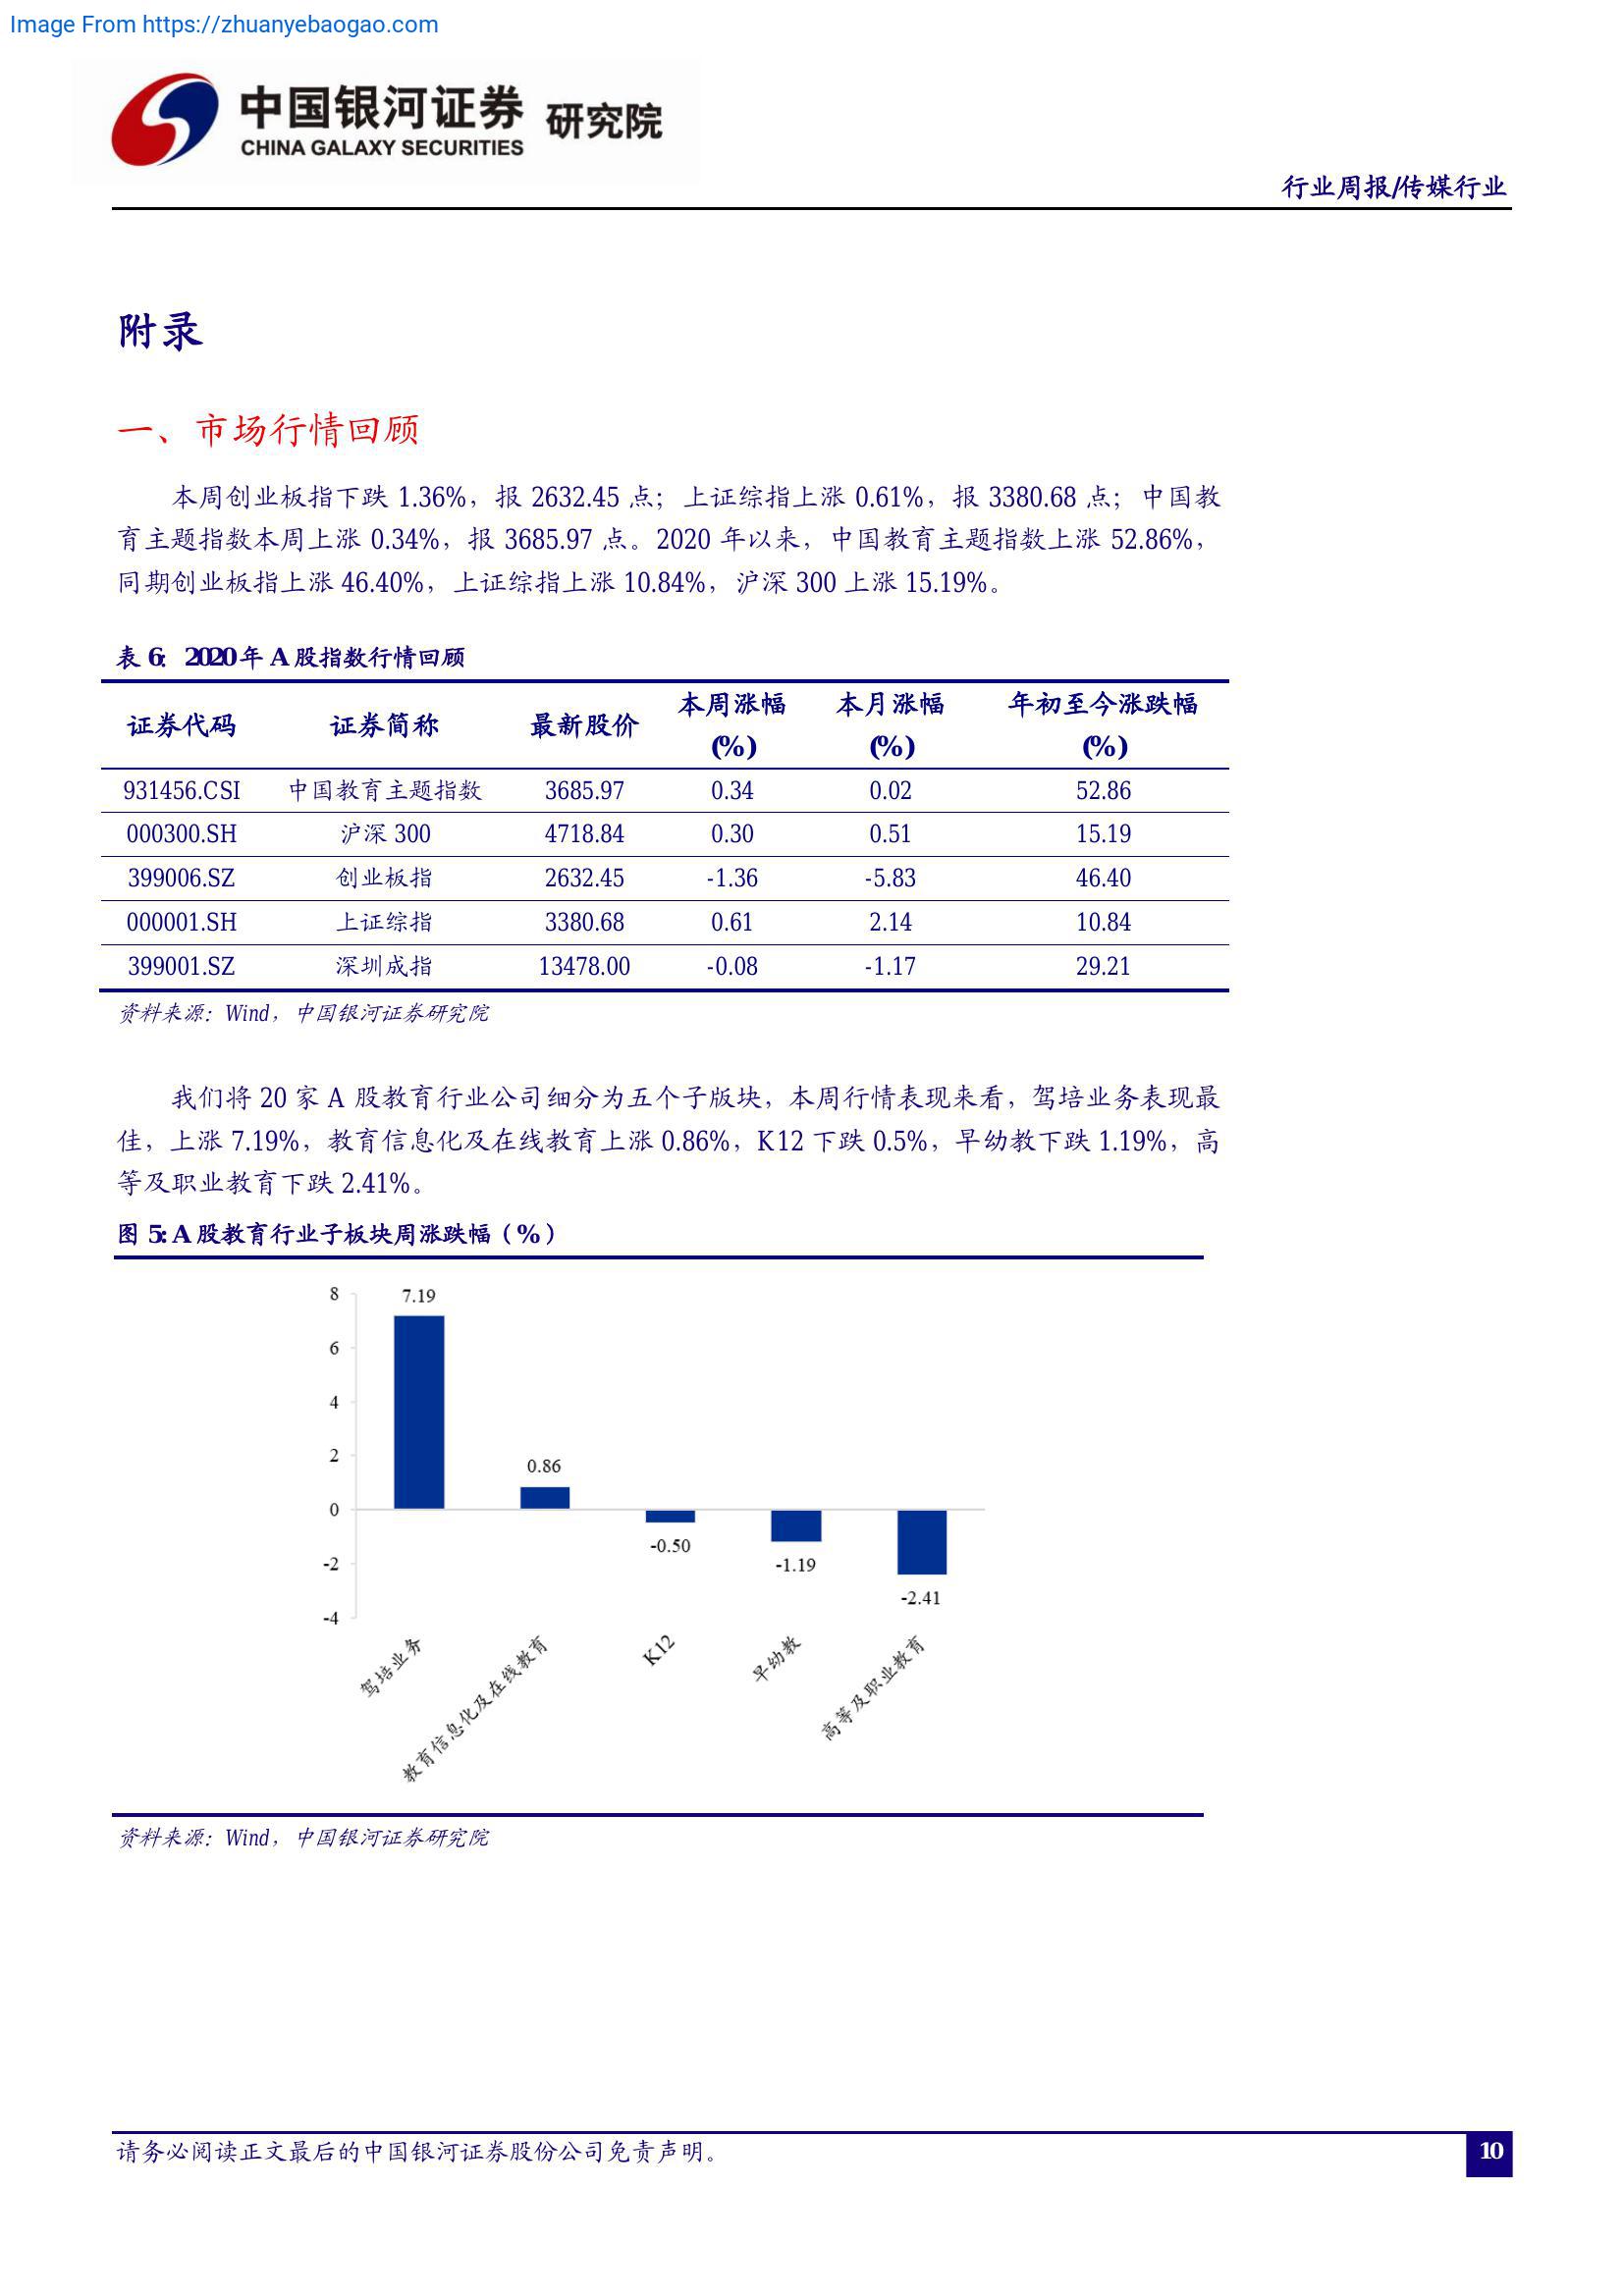 Image From https://zhuanyebaogao.com
中国银河证券 研究院
CHINA GALAXY SECURITIES
行业周报/传媒行业
附录
一、市场行情回顾
本周创业板指下跌 1.36%，报 2632.45 点；上证综指上涨 0.61%，报 3380.68 点；中国教
育主题指数本周上涨 0.34%，报 3685.97 点。2020 年以来，中国教育主题指数上涨 52.86%，
同期创业板指上涨 46.40%，上证综指上涨 10.84%，沪深 300 上涨 15.19%。
表 6：2020 年 A 股指数行情回顾
证券代码 证券简称 最新股价 本周涨幅(%) 本月涨幅(%) 年初至今涨跌幅(%)
931456.CSI 中国教育主题指数 3685.97 0.34 0.02 52.86
000300.SH 沪深 300 4718.84 0.30 0.51 15.19
399006.SZ 创业板指 2632.45 -1.36 -5.83 46.40
000001.SH 上证综指 3380.68 0.61 2.14 10.84
399001.SZ 深圳成指 13478.00 -0.08 -1.17 29.21
资料来源：Wind，中国银河证券研究院
我们将 20 家 A 股教育行业公司细分为五个子版块，本周行情表现来看，驾培业务表现最
佳，上涨 7.19%，教育信息化及在线教育上涨 0.86%，K12 下跌 0.5%，早幼教下跌 1.19%，高
等及职业教育下跌 2.41%。
图 5: A 股教育行业子板块周涨跌幅（%）
8
6
4
2
0
-2
-4
7.19
0.86
-0.50
-1.19
-2.41
驾培业务
教育信息化及在线教育
K12
早幼教
高等及职业教育
资料来源：Wind，中国银河证券研究院
请务必阅读正文最后的中国银河证券股份公司免责声明。
10